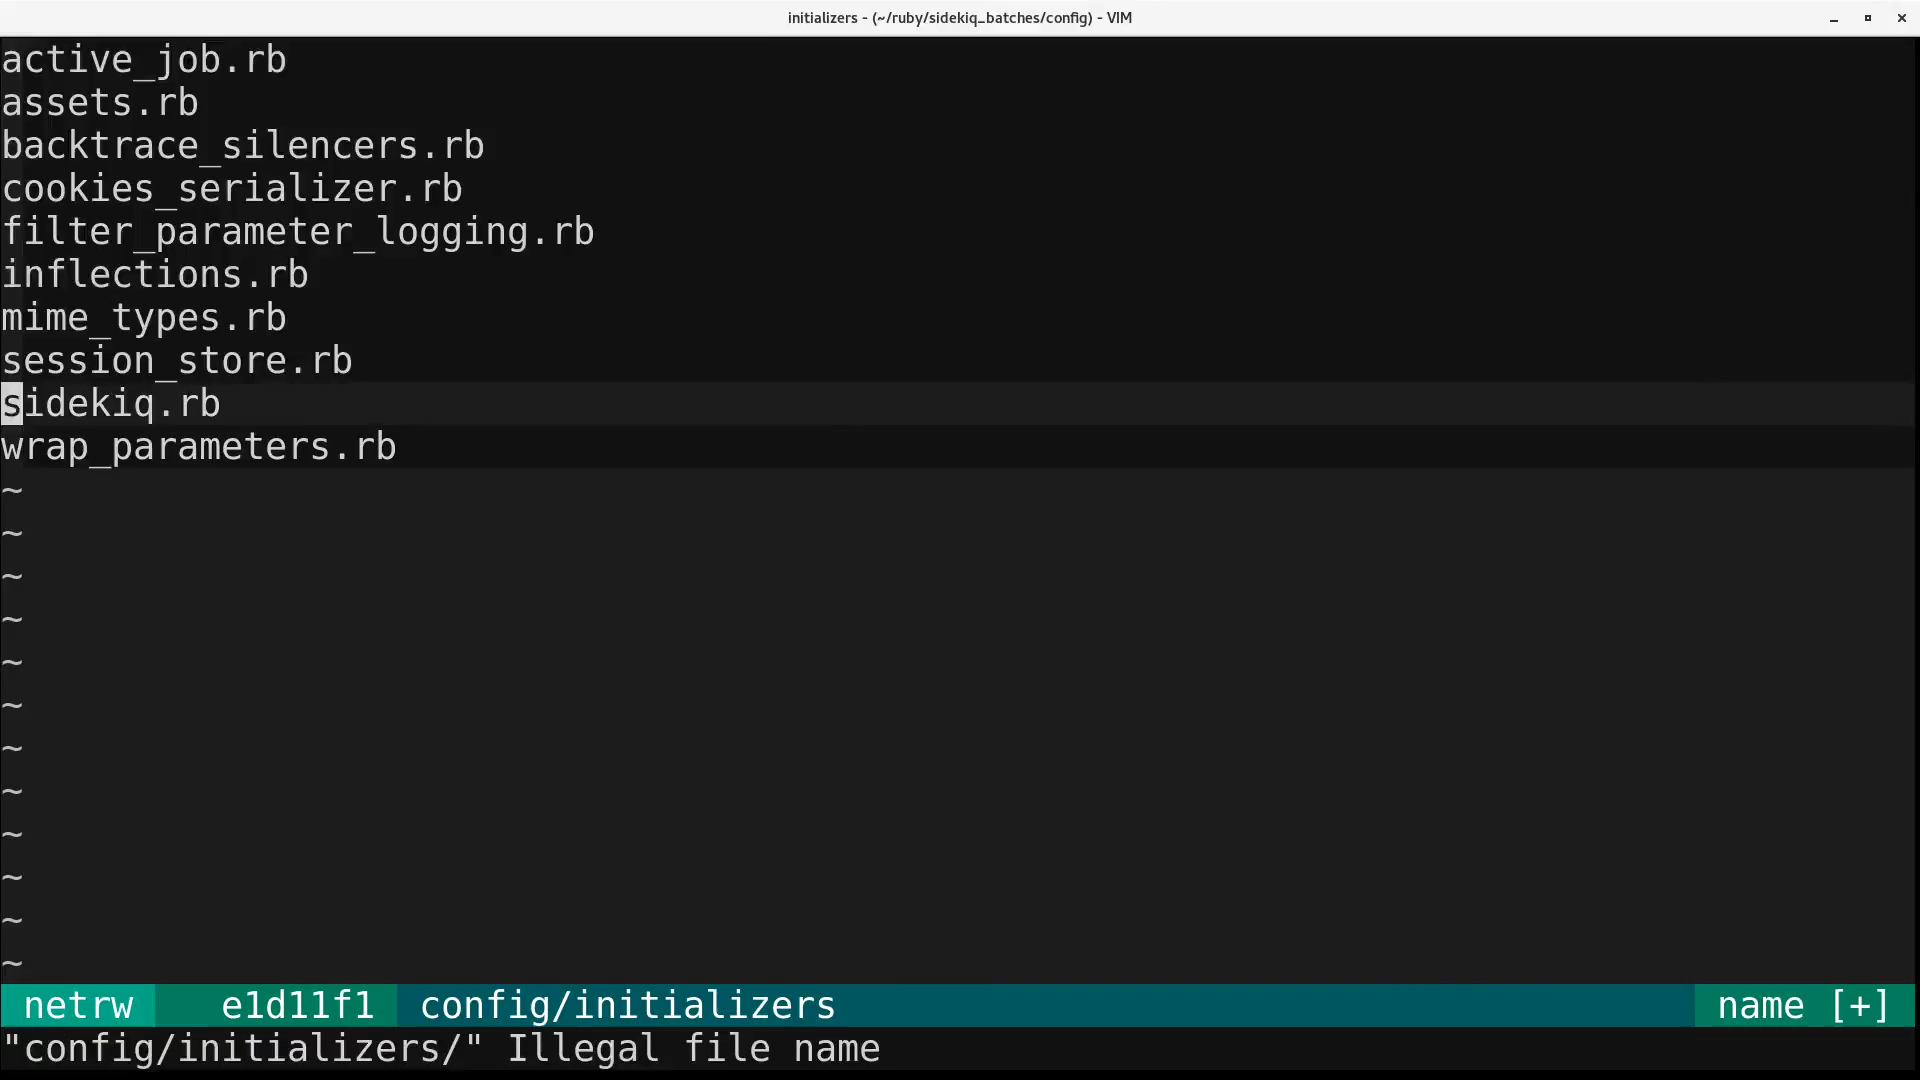 initializers - (~/ruby/sidekiq_batches/config) - VIM
active_job.rb
assets.rb
backtrace_silencers.rb
cookies_serializer.rb
filter_parameter_logging.rb
inflections.rb
mime_types.rb
session_store.rb
sidekiq.rb
wrap_parameters.rb
~
~
~
~
~
~
~
~
~
~
~
~
netrw e1d11f1 config/initializers name [+]
"config/initializers/" Illegal file name